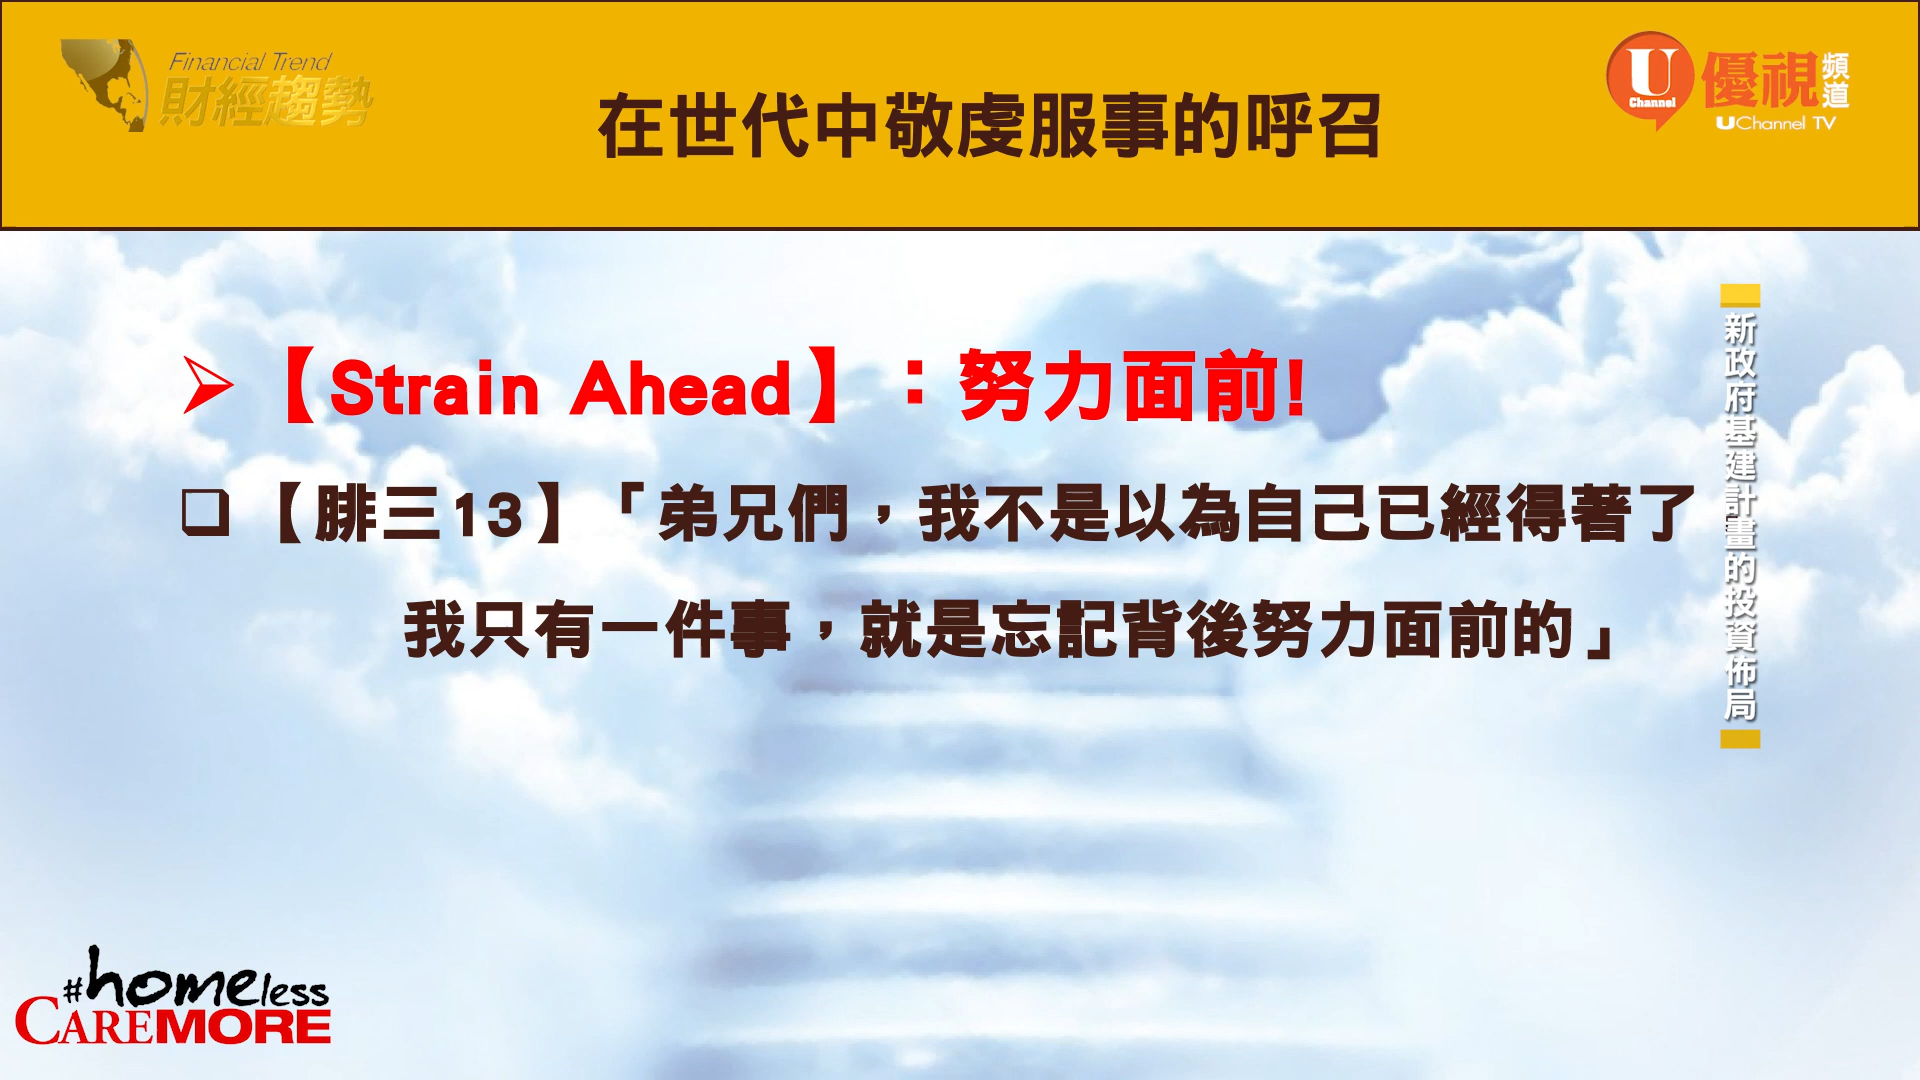 Financial Trend
財經趨勢
在世代中敬虔服事的呼召
U Channel
優視頻道
UChannel TV
➢【Strain Ahead】：努力面前!
❑【腓三13】「弟兄們，我不是以為自己已經得著了
我只有一件事，就是忘記背後努力面前的」
新政府基建計畫的投資佈局
#homeless
CAREMORE